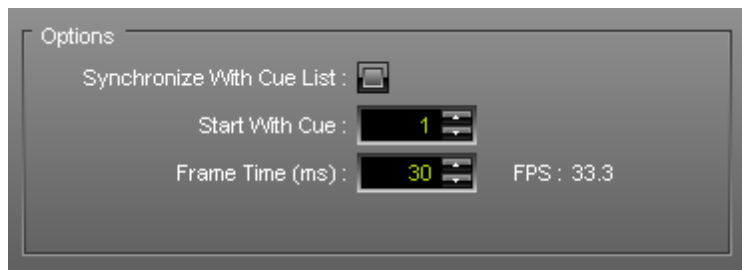 Options
Synchronize With Cue List :
Start With Cue : 1
Frame Time (ms) : 30 FPS : 33.3